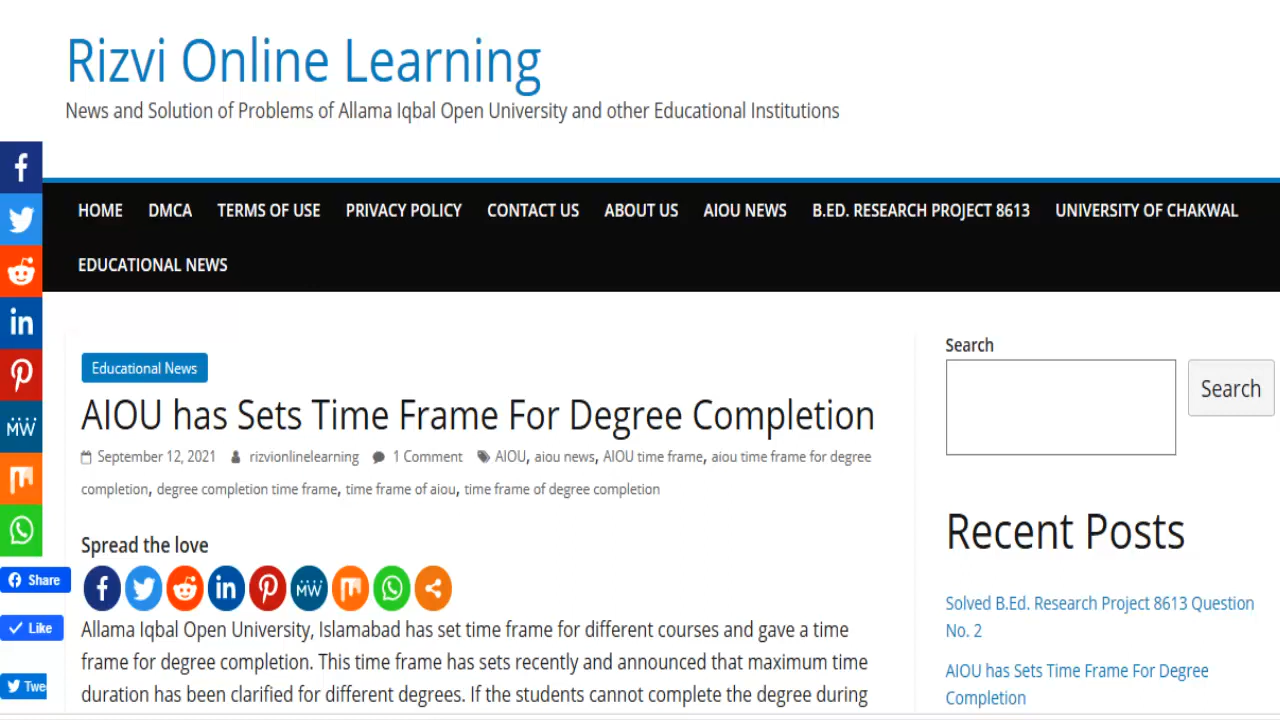 Rizvi Online Learning
News and Solution of Problems of Allama Iqbal Open University and other Educational Institutions
HOME DMCA TERMS OF USE PRIVACY POLICY CONTACT US ABOUT US AIOU NEWS B.ED. RESEARCH PROJECT 8613 UNIVERSITY OF CHAKWAL
EDUCATIONAL NEWS
Educational News
AIOU has Sets Time Frame For Degree Completion
September 12, 2021 rizvionlinelearning 1 Comment AIOU, aiou news, AIOU time frame, aiou time frame for degree
completion, degree completion time frame, time frame of aiou, time frame of degree completion
Spread the love
Allama Iqbal Open University, Islamabad has set time frame for different courses and gave a time
frame for degree completion. This time frame has sets recently and announced that maximum time
duration has been clarified for different degrees. If the students cannot complete the degree during
Search
Search
Recent Posts
Solved B.Ed. Research Project 8613 Question
No. 2
AIOU has Sets Time Frame For Degree
Completion
in
MW
Share
Like
Twe
in
MW